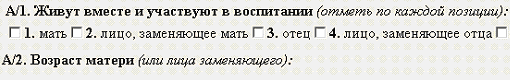 А/1. Живут вместе и участвуют в воспитании (отметь по каждой позиции):
1. мать 2. лицо, заменяющее мать 3. отец 4. лицо, заменяющее отца
А/2. Возраст матери (или лица заменяющего):